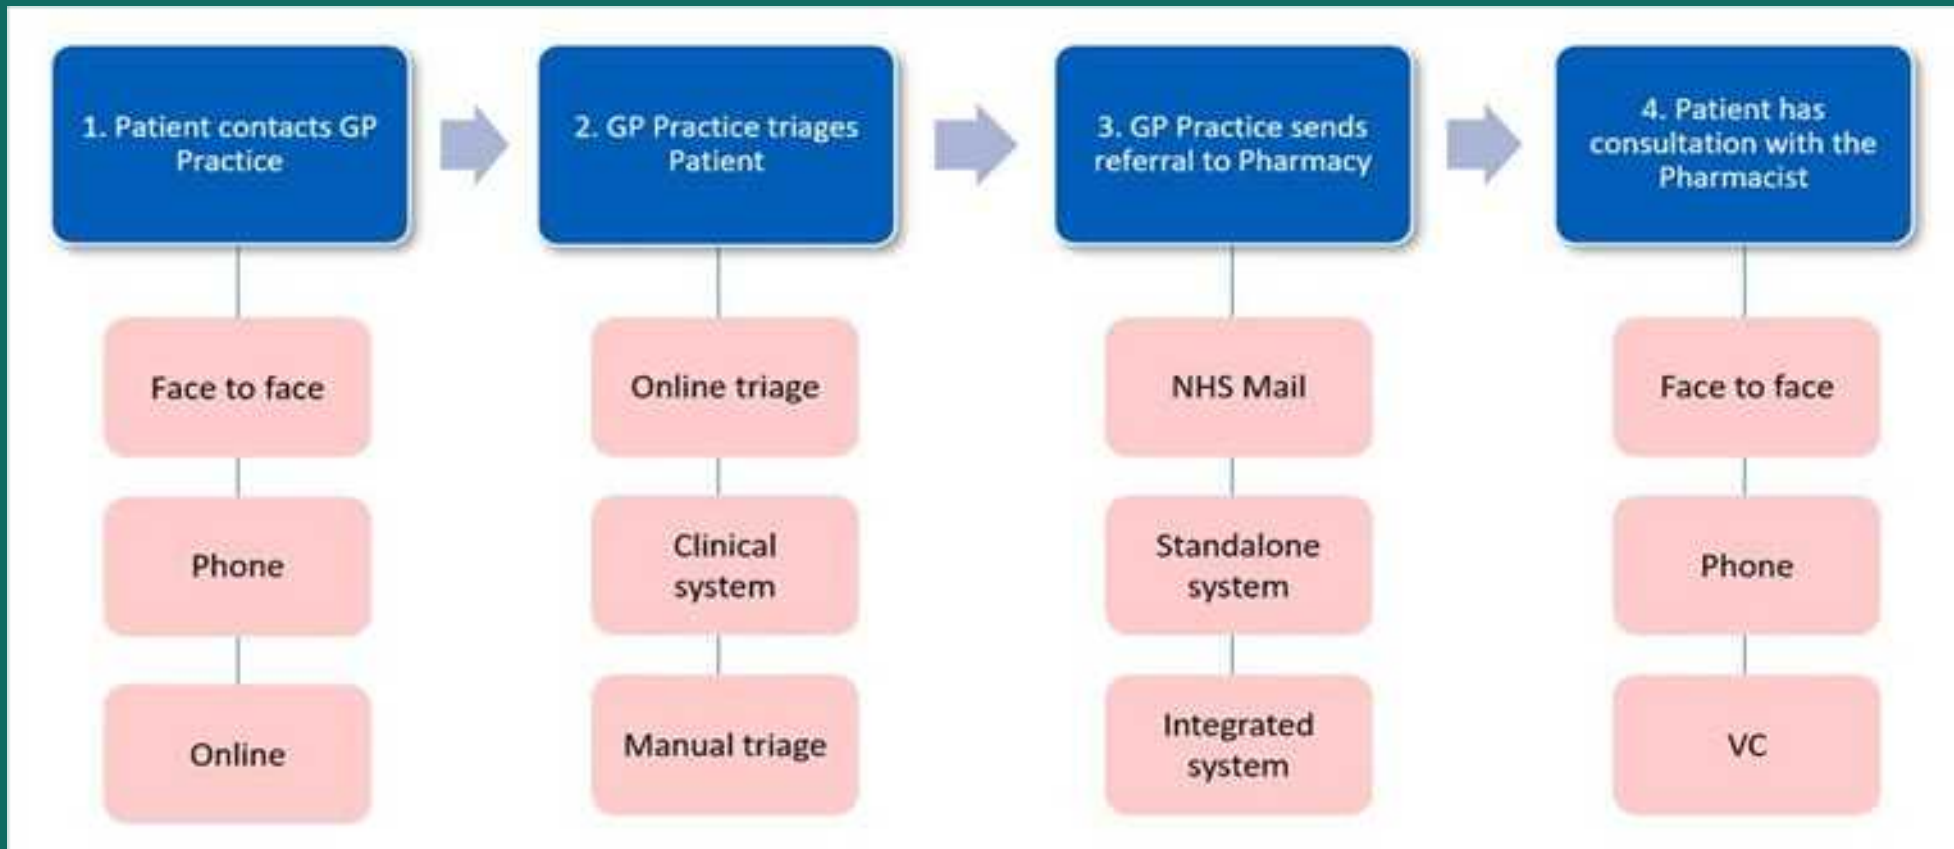 1. Patient contacts GP
Practice
2. GP Practice triages
Patient
3. GP Practice sends
referral to Pharmacy
4. Patient has
consultation with the
Pharmacist
Face to face
Phone
Online
Online triage
Clinical
system
Manual triage
NHS Mail
Standalone
system
Integrated
system
Face to face
Phone
VC